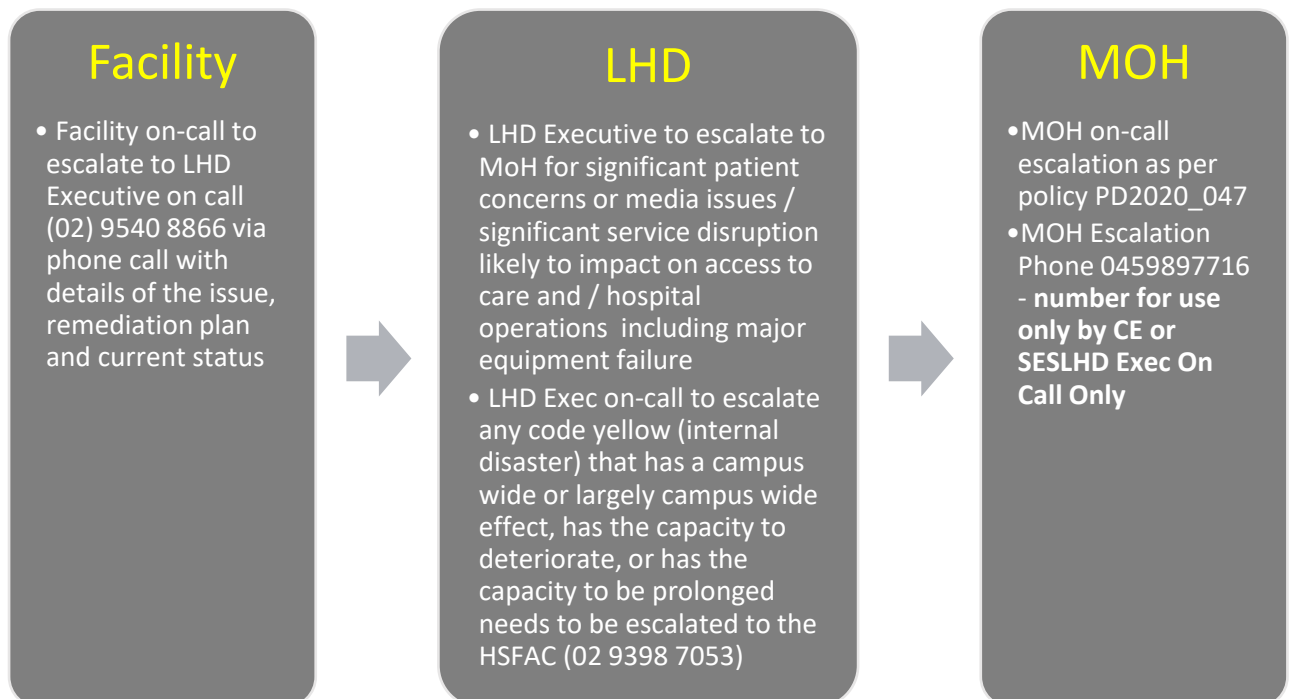 Facility
• Facility on-call to
escalate to LHD
Executive on call
(02) 9540 8866 via
phone call with
details of the issue,
remediation plan
and current status
LHD
• LHD Executive to escalate to
MoH for significant patient
concerns or media issues /
significant service disruption
likely to impact on access to
care and / hospital
operations including major
equipment failure
• LHD Exec on-call to escalate
any code yellow (internal
disaster) that has a campus
wide or largely campus wide
effect, has the capacity to
deteriorate, or has the
capacity to be prolonged
needs to be escalated to the
HSFAC (02 9398 7053)
MOH
•MOH on-call
escalation as per
policy PD2020_047
•MOH Escalation
Phone 0459897716
- number for use
only by CE or
SESLHD Exec On
Call Only